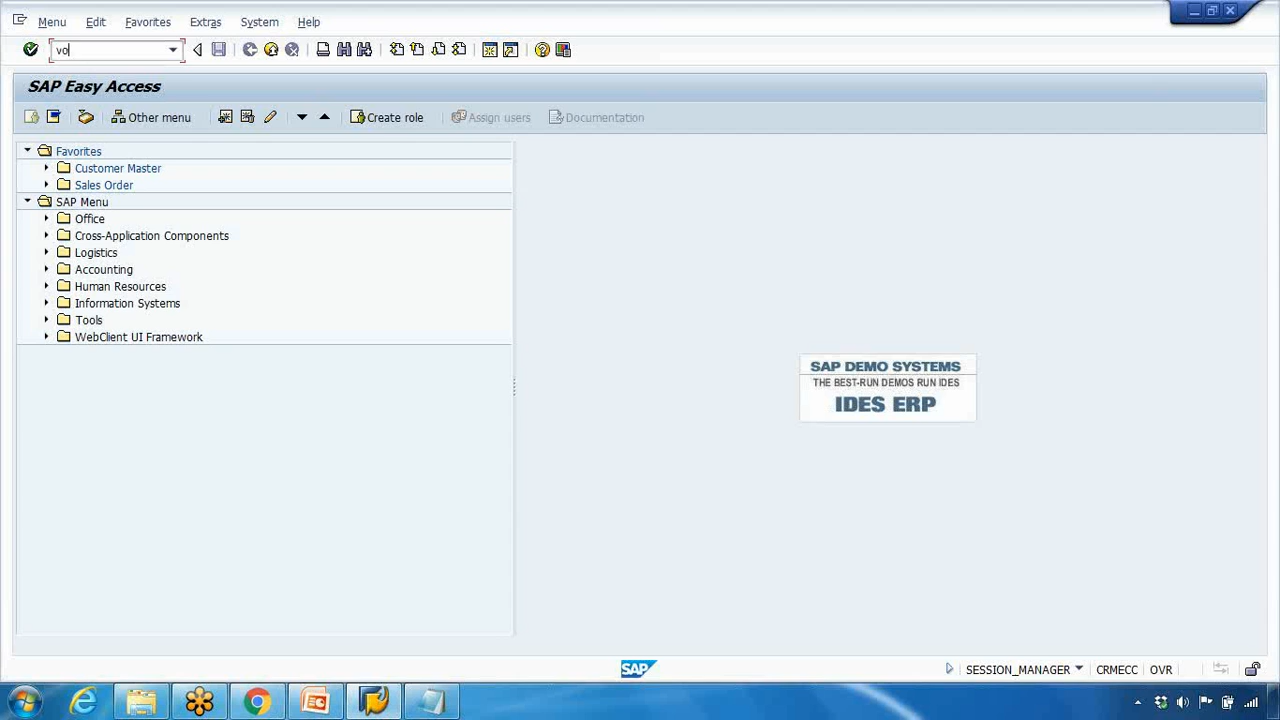 Menu Edit Favorites Extras System Help
vo
SAP Easy Access
Other menu Create role Assign users Documentation
Favorites
Customer Master
Sales Order
SAP Menu
Office
Cross-Application Components
Logistics
Accounting
Human Resources
Information Systems
Tools
WebClient UI Framework
SAP DEMO SYSTEMS
THE BEST-RUN DEMOS RUN IDES
IDES ERP
SAP SESSION_MANAGER CRMECC OVR